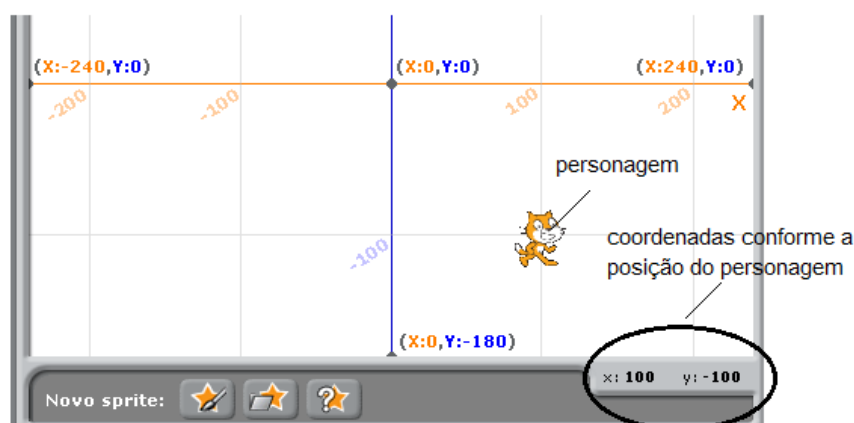 (X:-240,Y:0) (X:0,Y:0) (X:240,Y:0)
-200 -100 100 200 X
personagem
-100
coordenadas conforme a
posição do personagem
(X:0,Y:-180)
x: 100 y: -100
Novo sprite: